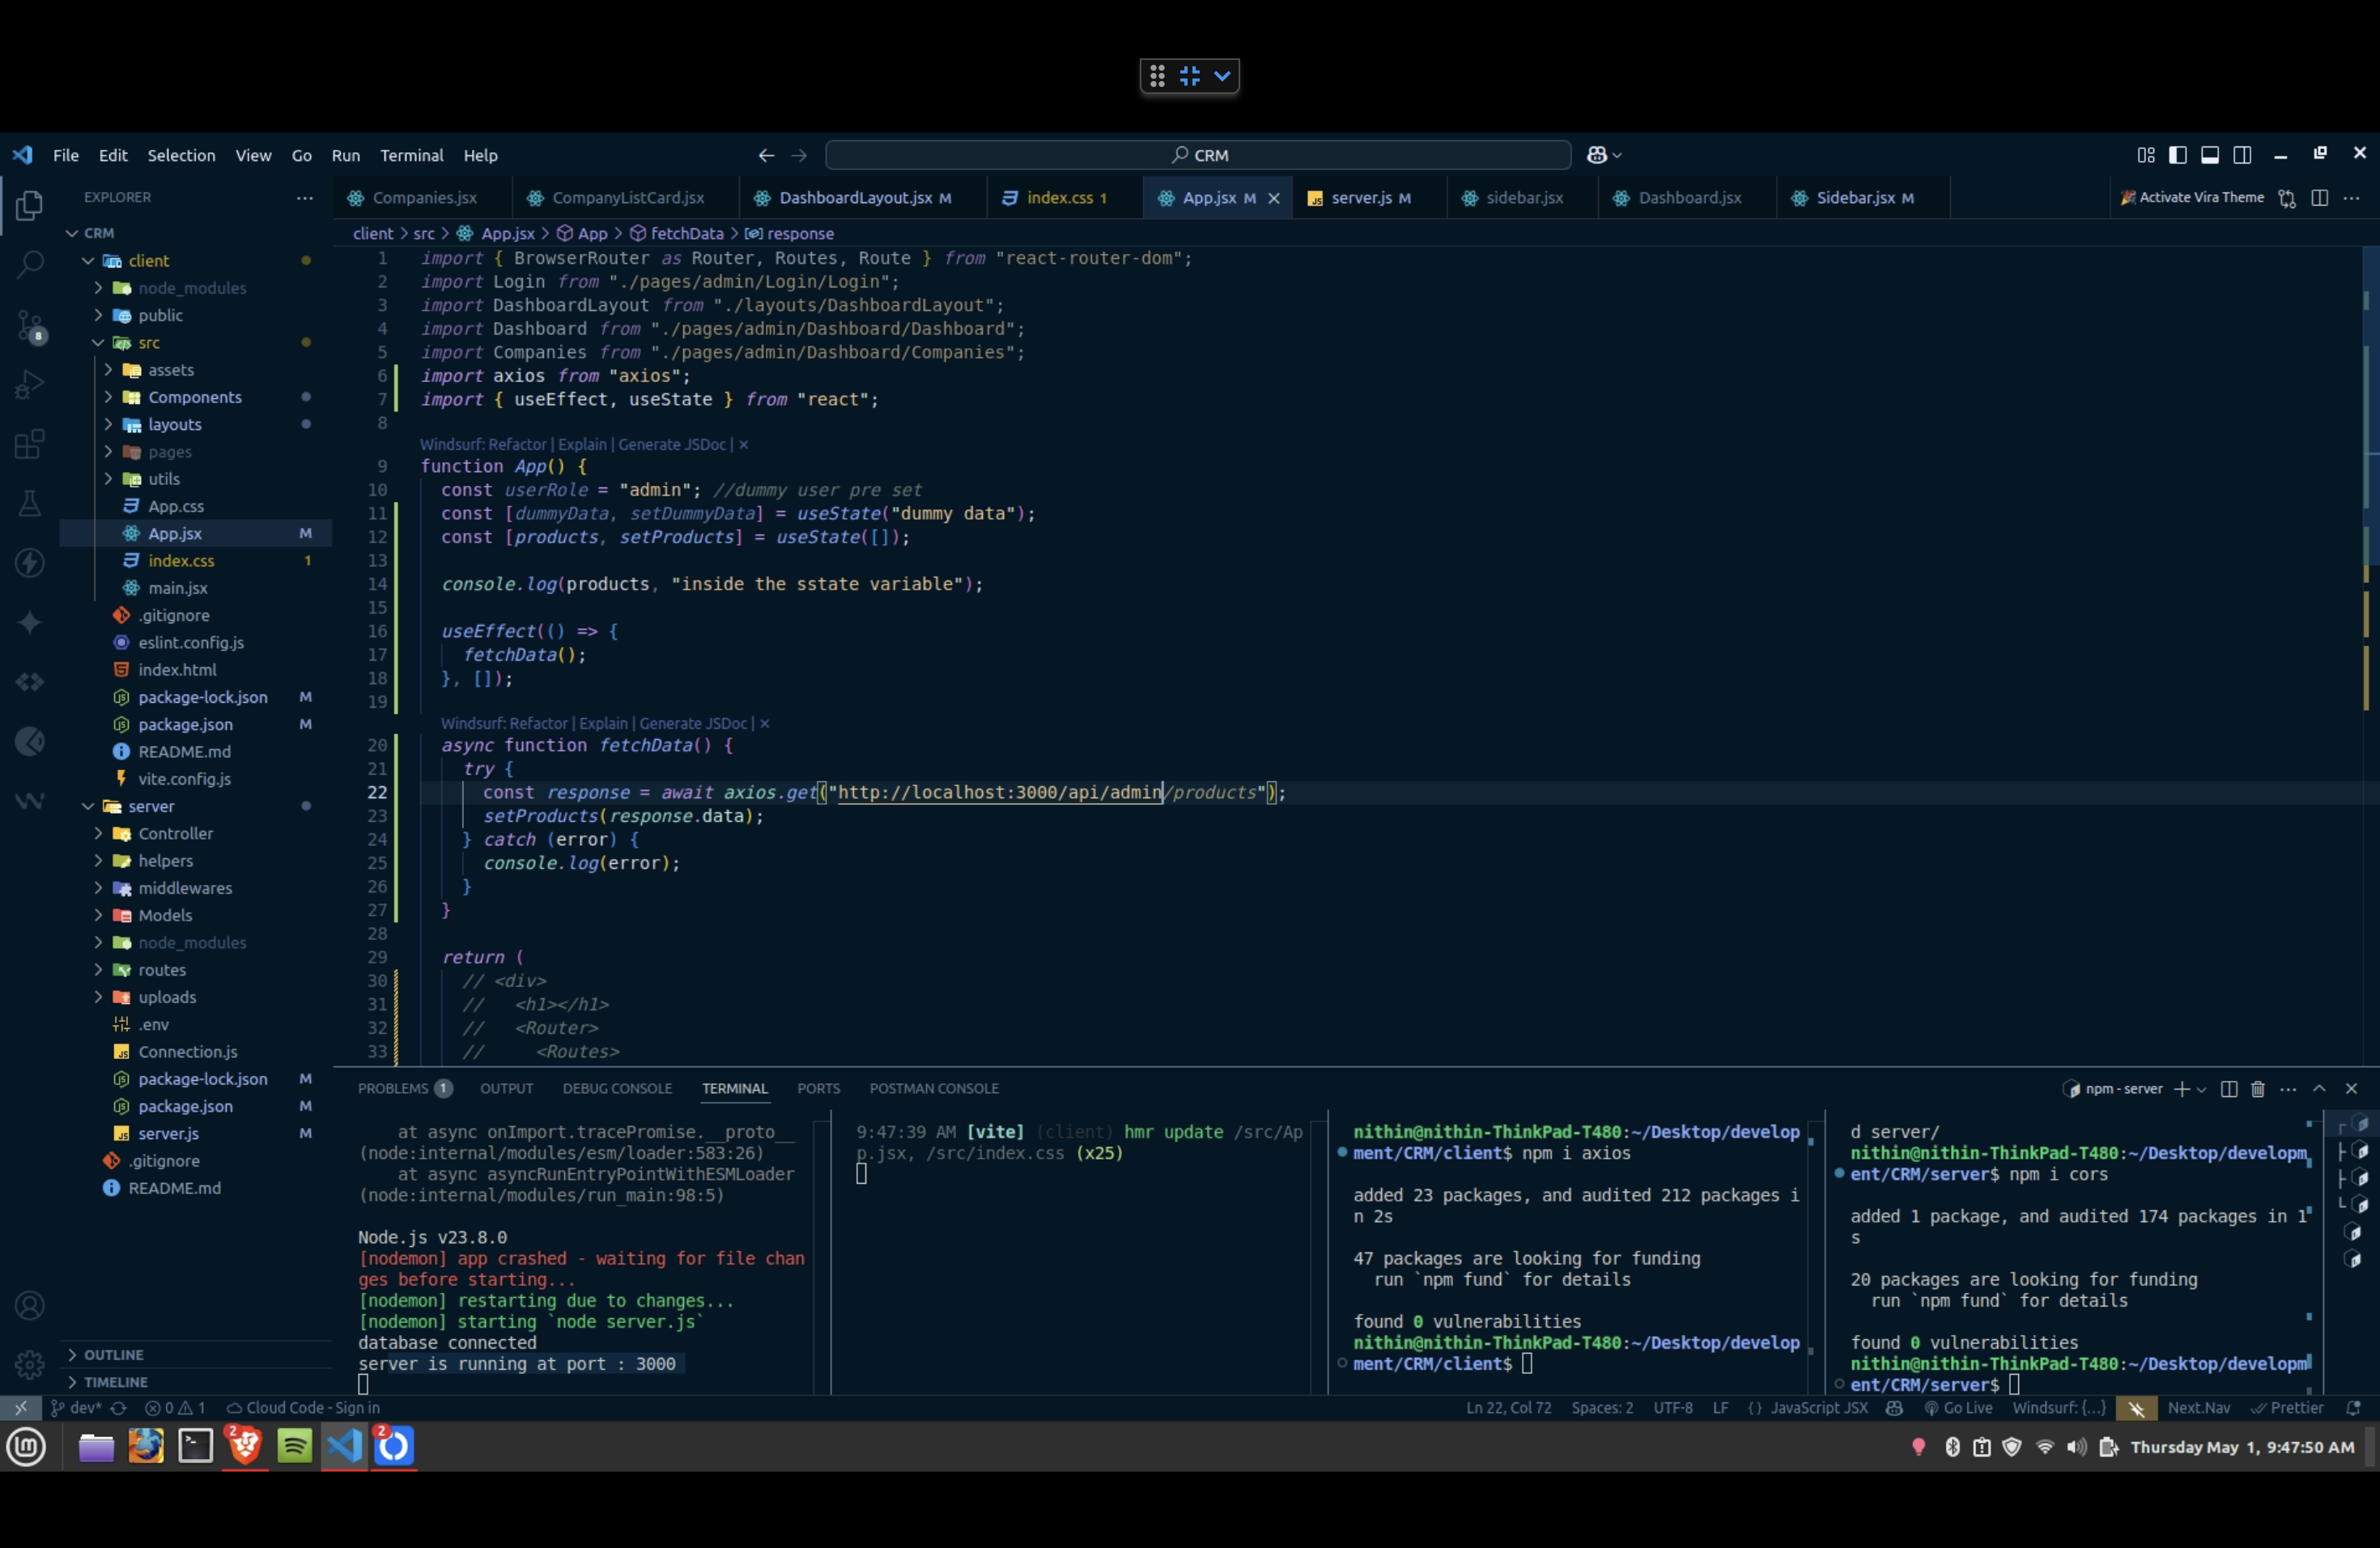 File Edit Selection View Go Run Terminal Help
CRM
EXPLORER
Companies.jsx
CompanyListCard.jsx
DashboardLayout.jsx M
index.css 1
App.jsx M
server.js M
sidebar.jsx
Dashboard.jsx
Sidebar.jsx M
Activate Vira Theme
client > src > App.jsx > App > fetchData > response
CRM
client
node_modules
public
src
assets
Components
layouts
pages
utils
App.css
App.jsx M
index.css 1
main.jsx
.gitignore
eslint.config.js
index.html
package-lock.json M
package.json M
README.md
vite.config.js
server
Controller
helpers
middlewares
Models
node_modules
routes
uploads
.env
Connection.js
package-lock.json M
package.json M
server.js M
.gitignore
README.md
OUTLINE
TIMELINE
8
1 import { BrowserRouter as Router, Routes, Route } from "react-router-dom";
2 import Login from "./pages/admin/Login/Login";
3 import DashboardLayout from "./layouts/DashboardLayout";
4 import Dashboard from "./pages/admin/Dashboard/Dashboard";
5 import Companies from "./pages/admin/Dashboard/Companies";
6 import axios from "axios";
7 import { useEffect, useState } from "react";
8
Windsurf: Refactor | Explain | Generate JSDoc | ×
9 function App() {
10 const userRole = "admin"; //dummy user pre set
11 const [dummyData, setDummyData] = useState("dummy data");
12 const [products, setProducts] = useState([]);
13
14 console.log(products, "inside the sstate variable");
15
16 useEffect(() => {
17 fetchData();
18 }, []);
19
Windsurf: Refactor | Explain | Generate JSDoc | ×
20 async function fetchData() {
21 try {
22 const response = await axios.get("http://localhost:3000/api/admin/products");
23 setProducts(response.data);
24 } catch (error) {
25 console.log(error);
26 }
27 }
28
29 return (
30 // <div>
31 // <h1></h1>
32 // <Router>
33 // <Routes>
PROBLEMS 1 OUTPUT DEBUG CONSOLE TERMINAL PORTS POSTMAN CONSOLE
npm - server
at async onImport.tracePromise.__proto__
(node:internal/modules/esm/loader:583:26)
at async asyncRunEntryPointWithESMLoader
(node:internal/modules/run_main:98:5)
Node.js v23.8.0
[nodemon] app crashed - waiting for file chan
ges before starting...
[nodemon] restarting due to changes...
[nodemon] starting `node server.js`
database connected
server is running at port : 3000
9:47:39 AM [vite] (client) hmr update /src/Ap
p.jsx, /src/index.css (x25)
nithin@nithin-ThinkPad-T480:~/Desktop/develop
ment/CRM/client$ npm i axios
added 23 packages, and audited 212 packages i
n 2s
47 packages are looking for funding
run `npm fund` for details
found 0 vulnerabilities
nithin@nithin-ThinkPad-T480:~/Desktop/develop
ment/CRM/client$
d server/
nithin@nithin-ThinkPad-T480:~/Desktop/developm
ent/CRM/server$ npm i cors
added 1 package, and audited 174 packages in 1
s
20 packages are looking for funding
run `npm fund` for details
found 0 vulnerabilities
nithin@nithin-ThinkPad-T480:~/Desktop/developm
ent/CRM/server$
dev* 0 1 Cloud Code - Sign in
Ln 22, Col 72 Spaces: 2 UTF-8 LF {} JavaScript JSX Go Live Windsurf: {...} Next.Nav Prettier
2
2
Thursday May 1, 9:47:50 AM